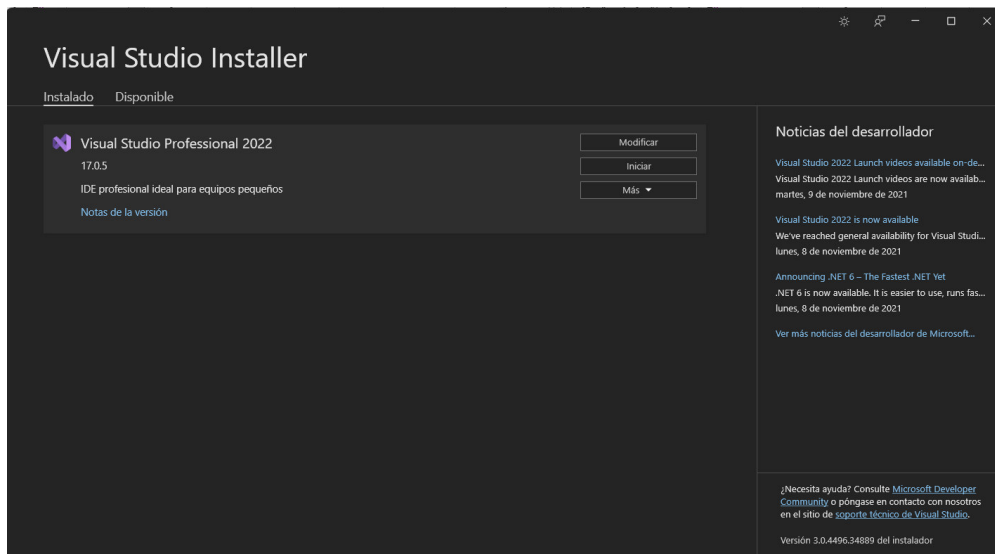 Visual Studio Installer
Instalado
Disponible
Visual Studio Professional 2022
17.0.5
IDE profesional ideal para equipos pequeños
Notas de la versión
Modificar
Iniciar
Más
Noticias del desarrollador
Visual Studio 2022 Launch videos available on-de...
Visual Studio 2022 Launch videos are now availab...
martes, 9 de noviembre de 2021
Visual Studio 2022 is now available
We've reached general availability for Visual Studi...
lunes, 8 de noviembre de 2021
Announcing .NET 6 – The Fastest .NET Yet
.NET 6 is now available. It is easier to use, runs fas...
lunes, 8 de noviembre de 2021
Ver más noticias del desarrollador de Microsoft...
¿Necesita ayuda? Consulte Microsoft Developer
Community o póngase en contacto con nosotros
en el sitio de soporte técnico de Visual Studio.
Versión 3.0.4496.34889 del instalador